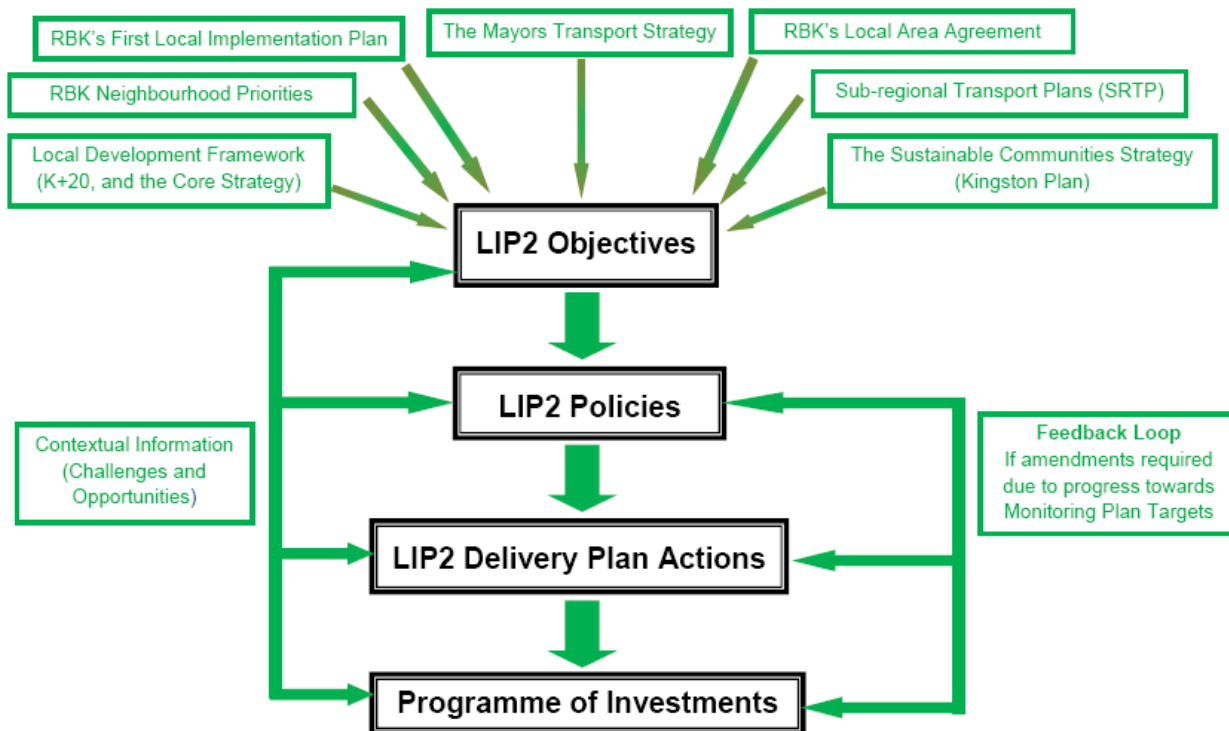 RBK's First Local Implementation Plan
The Mayors Transport Strategy
RBK's Local Area Agreement
RBK Neighbourhood Priorities
Sub-regional Transport Plans (SRTP)
Local Development Framework
(K+20, and the Core Strategy)
The Sustainable Communities Strategy
(Kingston Plan)
LIP2 Objectives
LIP2 Policies
Contextual Information
(Challenges and
Opportunities)
Feedback Loop
If amendments required
due to progress towards
Monitoring Plan Targets
LIP2 Delivery Plan Actions
Programme of Investments